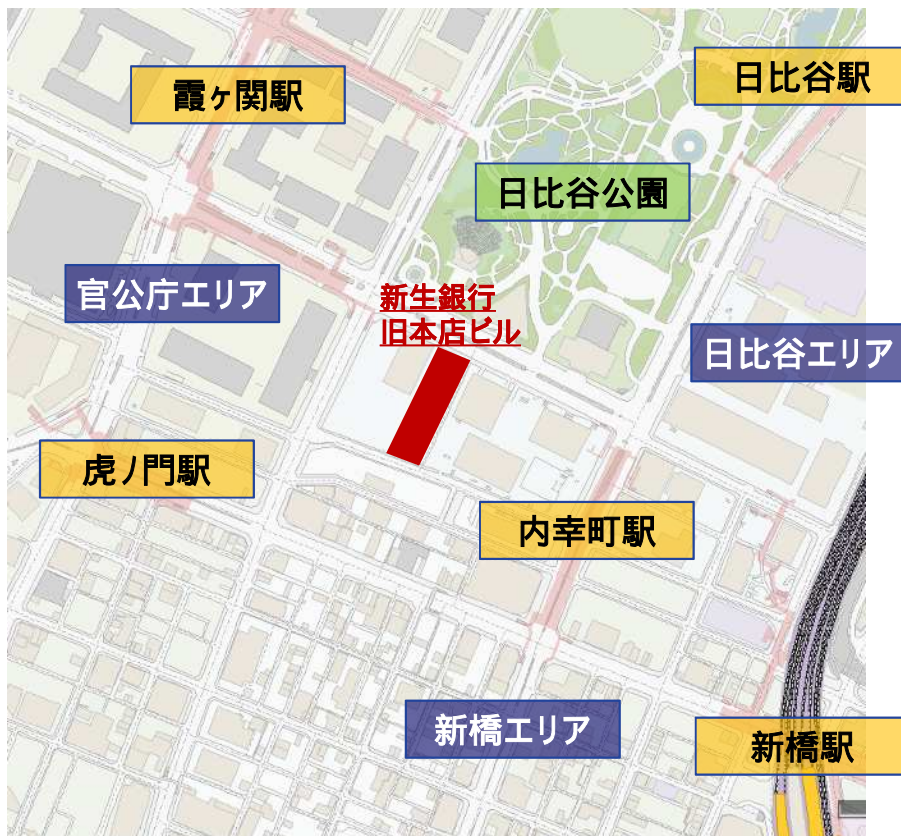 日比谷駅
霞ヶ関駅
日比谷公園
官公庁エリア
新生銀行
旧本店ビル
日比谷エリア
虎ノ門駅
内幸町駅
新橋エリア
新橋駅